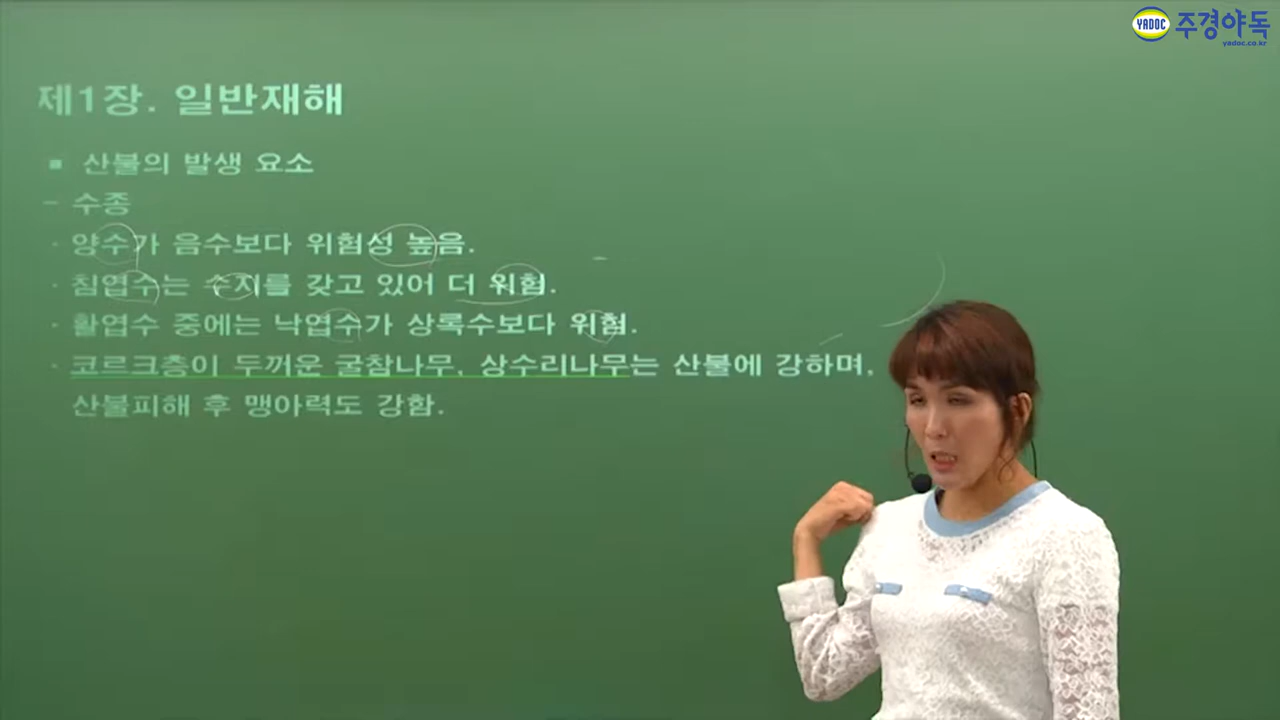 YADOC 주경야독
yadoc.co.kr
제1장. 일반재해
▪ 산불의 발생 요소
- 수종
· 양수가 음수보다 위험성 높음.
· 침엽수는 수지를 갖고 있어 더 위험.
· 활엽수 중에는 낙엽수가 상록수보다 위험.
· 코르크층이 두꺼운 굴참나무, 상수리나무는 산불에 강하며,
산불피해 후 맹아력도 강함.